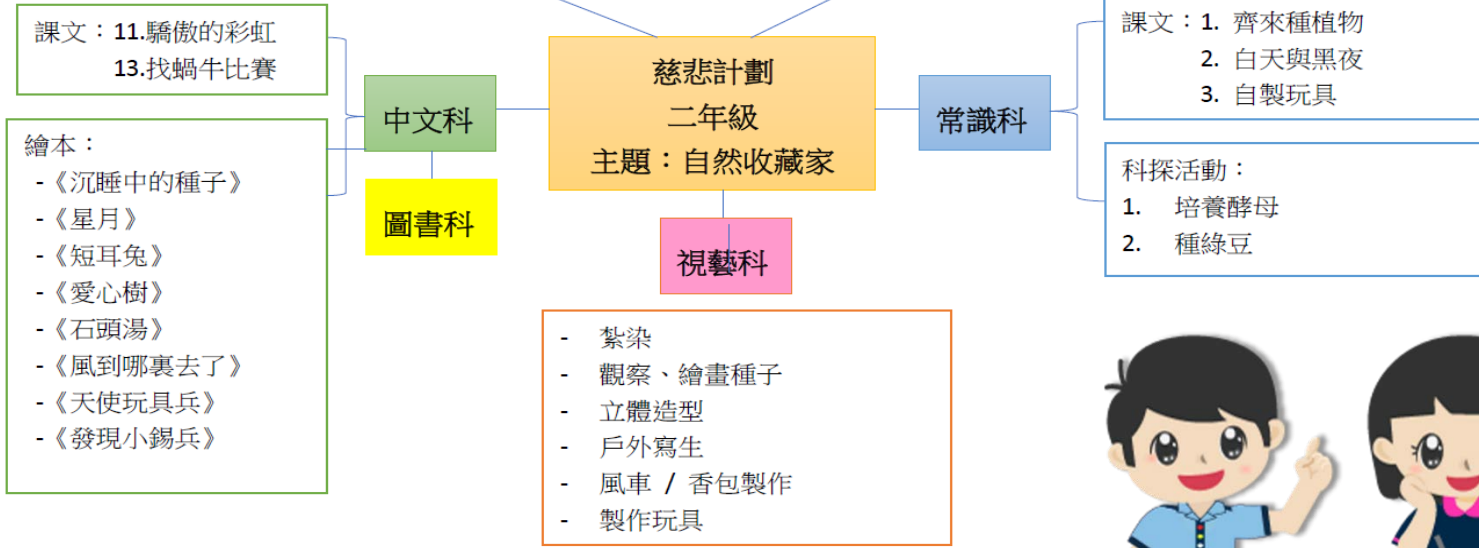 課文：11.驕傲的彩虹
13.找蝸牛比賽
中文科
繪本：
-《沉睡中的種子》
-《星月》
-《短耳兔》
-《愛心樹》
-《石頭湯》
-《風到哪裏去了》
-《天使玩具兵》
-《發現小錫兵》
圖書科
慈悲計劃
二年級
主題：自然收藏家
視藝科
- 紮染
- 觀察、繪畫種子
- 立體造型
- 戶外寫生
- 風車 / 香包製作
- 製作玩具
常識科
課文：1. 齊來種植物
2. 白天與黑夜
3. 自製玩具
科探活動：
1. 培養酵母
2. 種綠豆